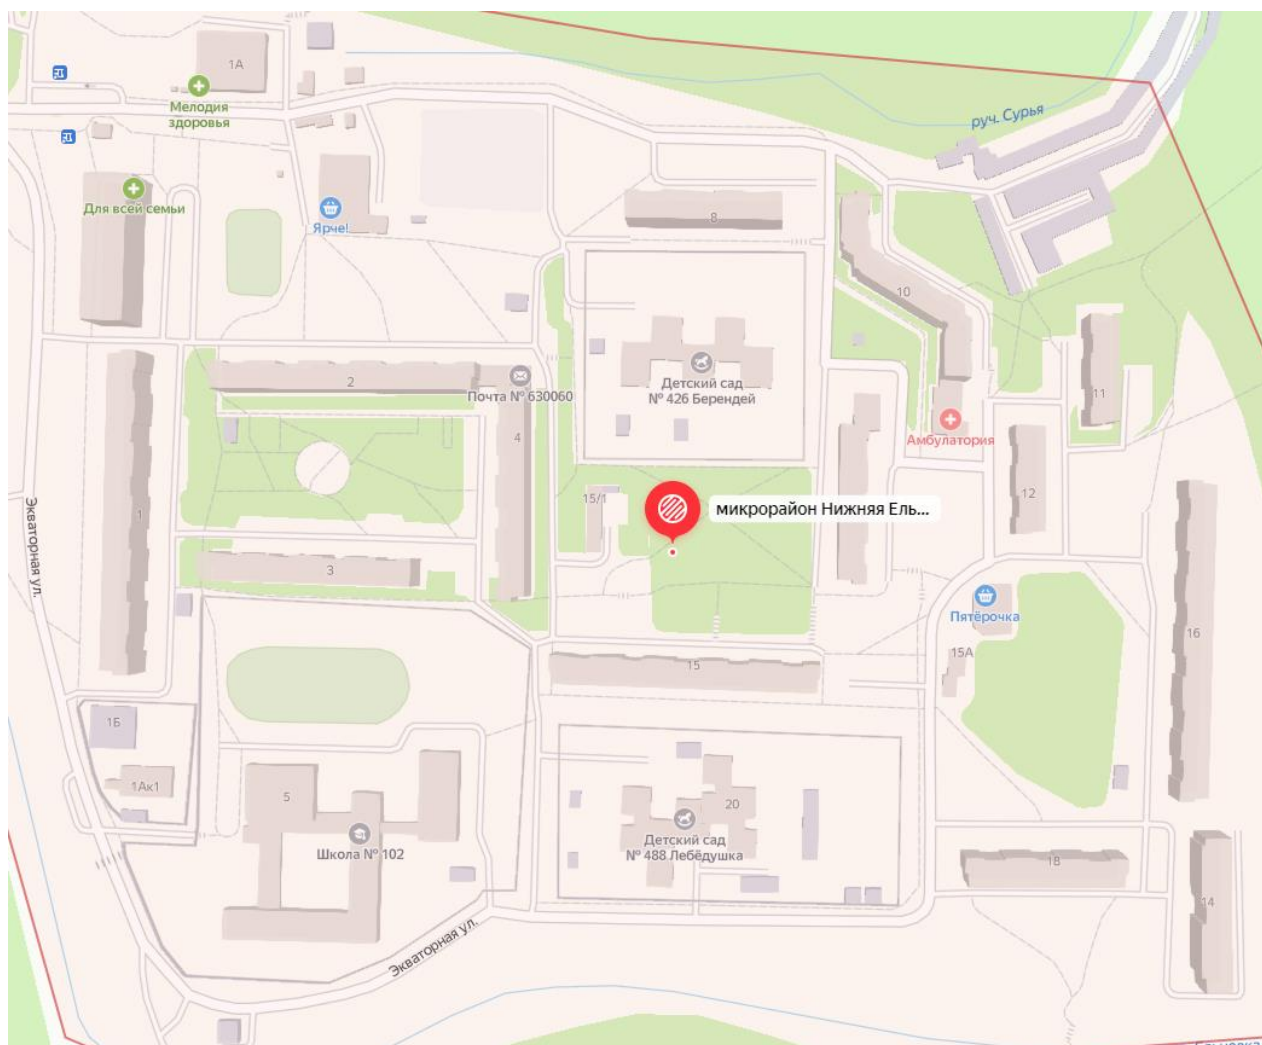 1А
Мелодия
здоровья
руч. Сурья
Для всей семьи
Ярче!
8
10
2
Почта № 630060
Детский сад
№ 426 Берендей
11
4
Амбулатория
Экваторная ул.
1
15/1
микрорайон Нижняя Ель...
12
3
Пятёрочка
16
15
15А
1Б
1Ак1
5
Школа № 102
20
Детский сад
№ 488 Лебёдушка
18
14
Экваторная ул.